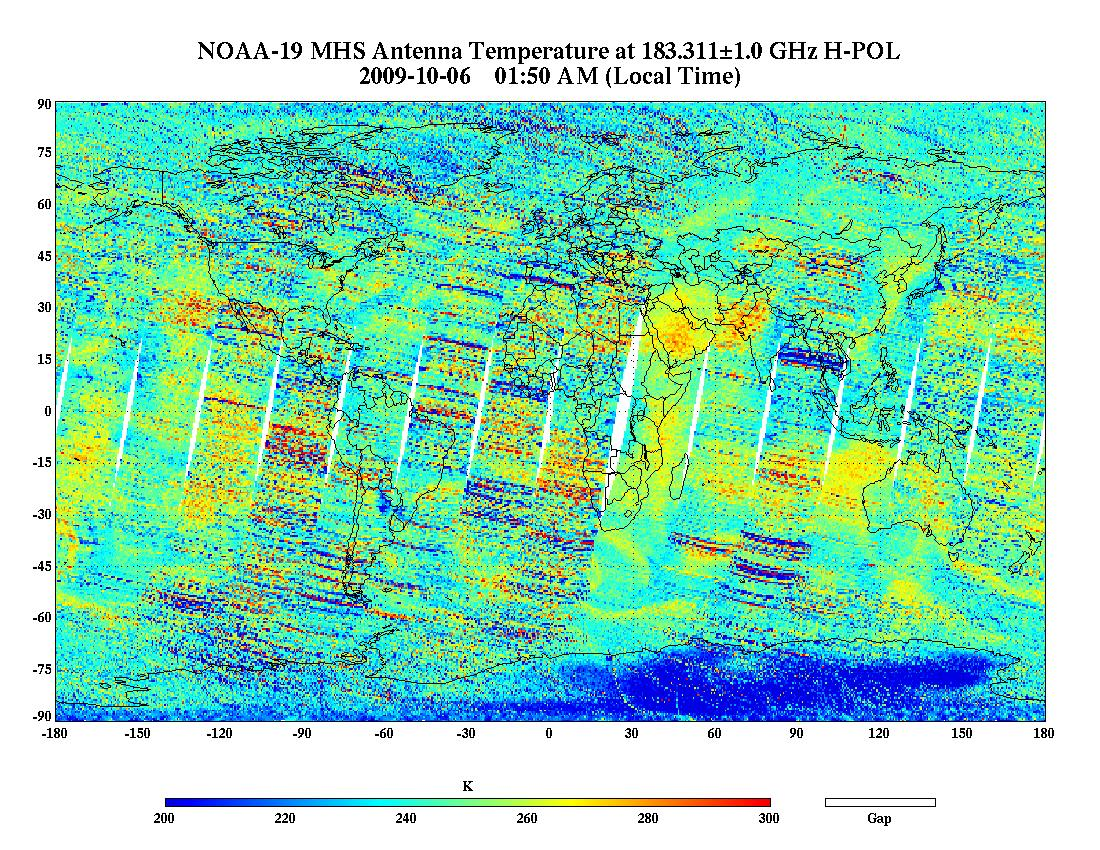 NOAA-19 MHS Antenna Temperature at 183.311±1.0 GHz H-POL
2009-10-06 01:50 AM (Local Time)
90
75
60
45
30
15
0
-15
-30
-45
-60
-75
-90
-180 -150 -120 -90 -60 -30 0 30 60 90 120 150 180
K
200 220 240 260 280 300 Gap